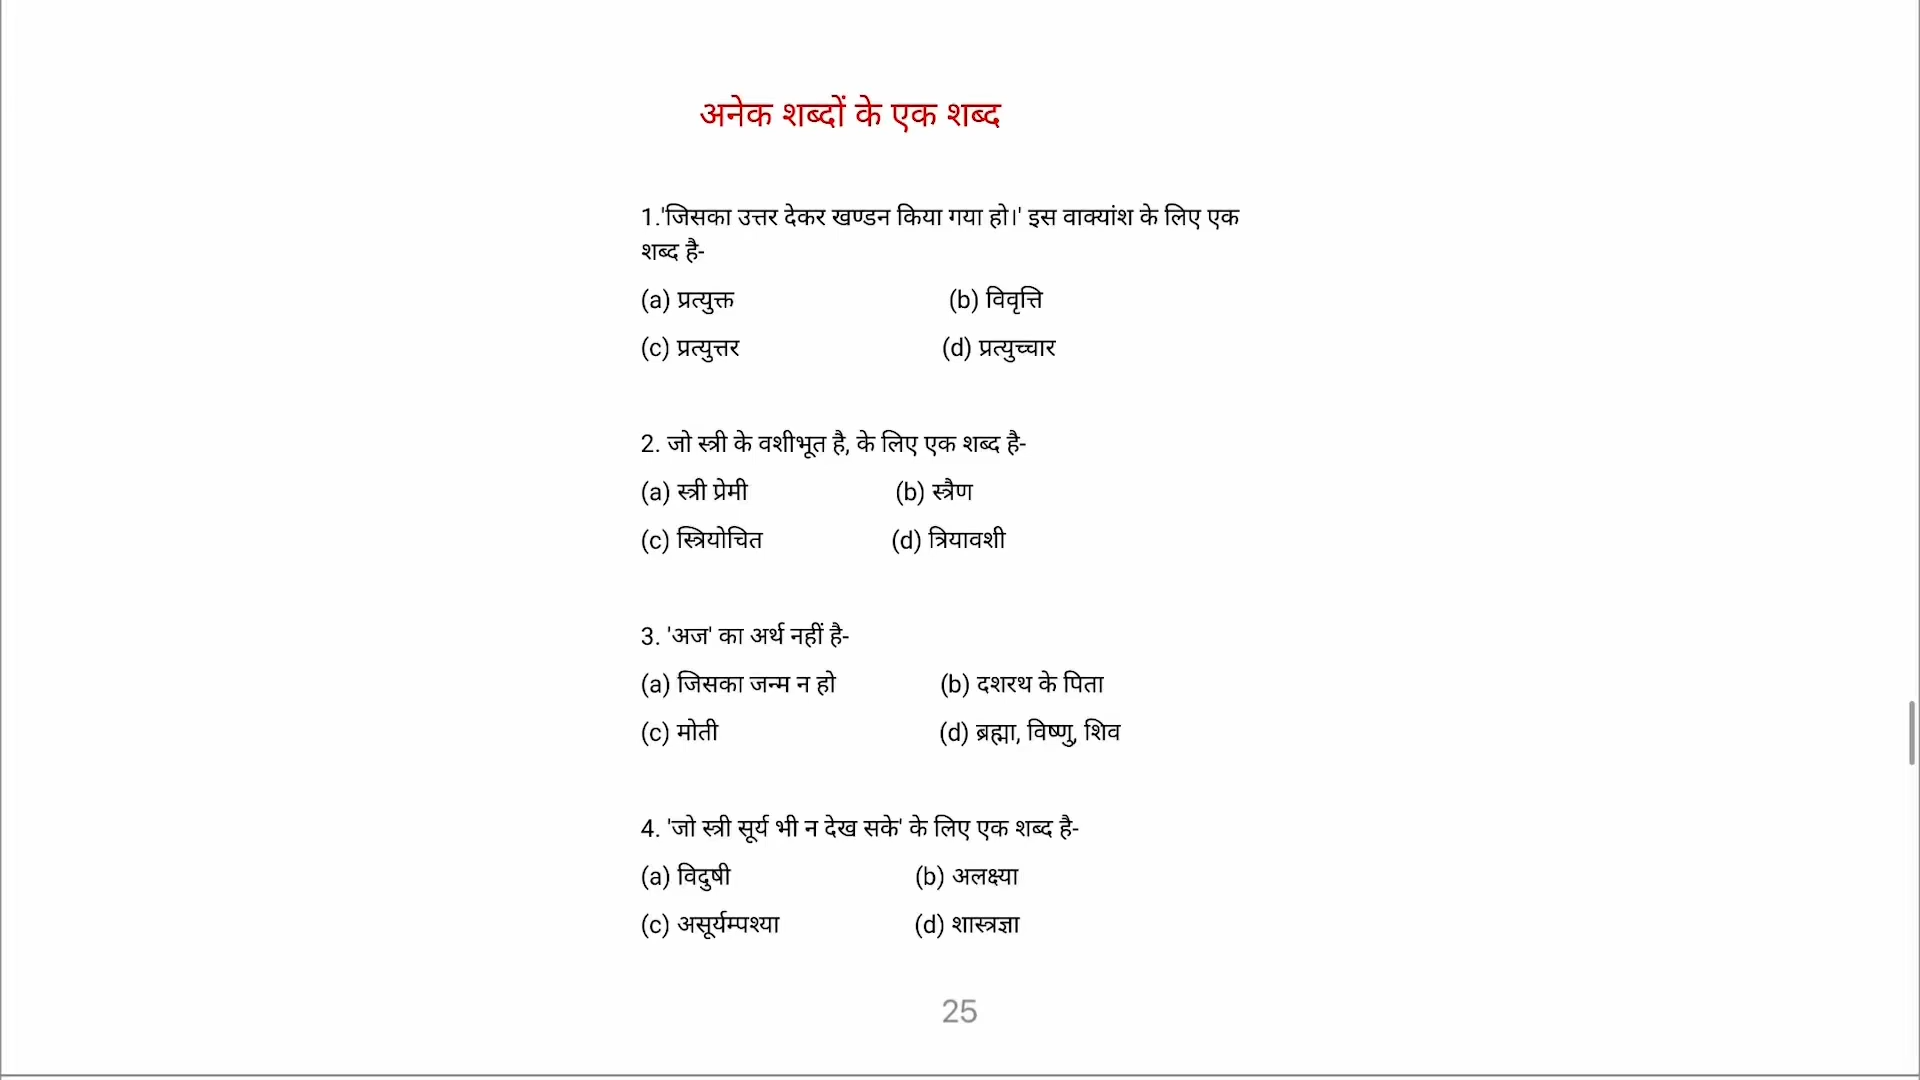 अनेक शब्दों के एक शब्द
1.'जिसका उत्तर देकर खण्डन किया गया हो।' इस वाक्यांश के लिए एक
शब्द है-
(a) प्रत्युक्त (b) विवृत्ति
(c) प्रत्युत्तर (d) प्रत्युच्चार
2. जो स्त्री के वशीभूत है, के लिए एक शब्द है-
(a) स्त्री प्रेमी (b) स्त्रैण
(c) स्त्रियोचित (d) त्रियावशी
3. 'अज' का अर्थ नहीं है-
(a) जिसका जन्म न हो (b) दशरथ के पिता
(c) मोती (d) ब्रह्मा, विष्णु, शिव
4. 'जो स्त्री सूर्य भी न देख सके' के लिए एक शब्द है-
(a) विदुषी (b) अलक्ष्या
(c) असूर्यम्पश्या (d) शास्त्रज्ञा
25